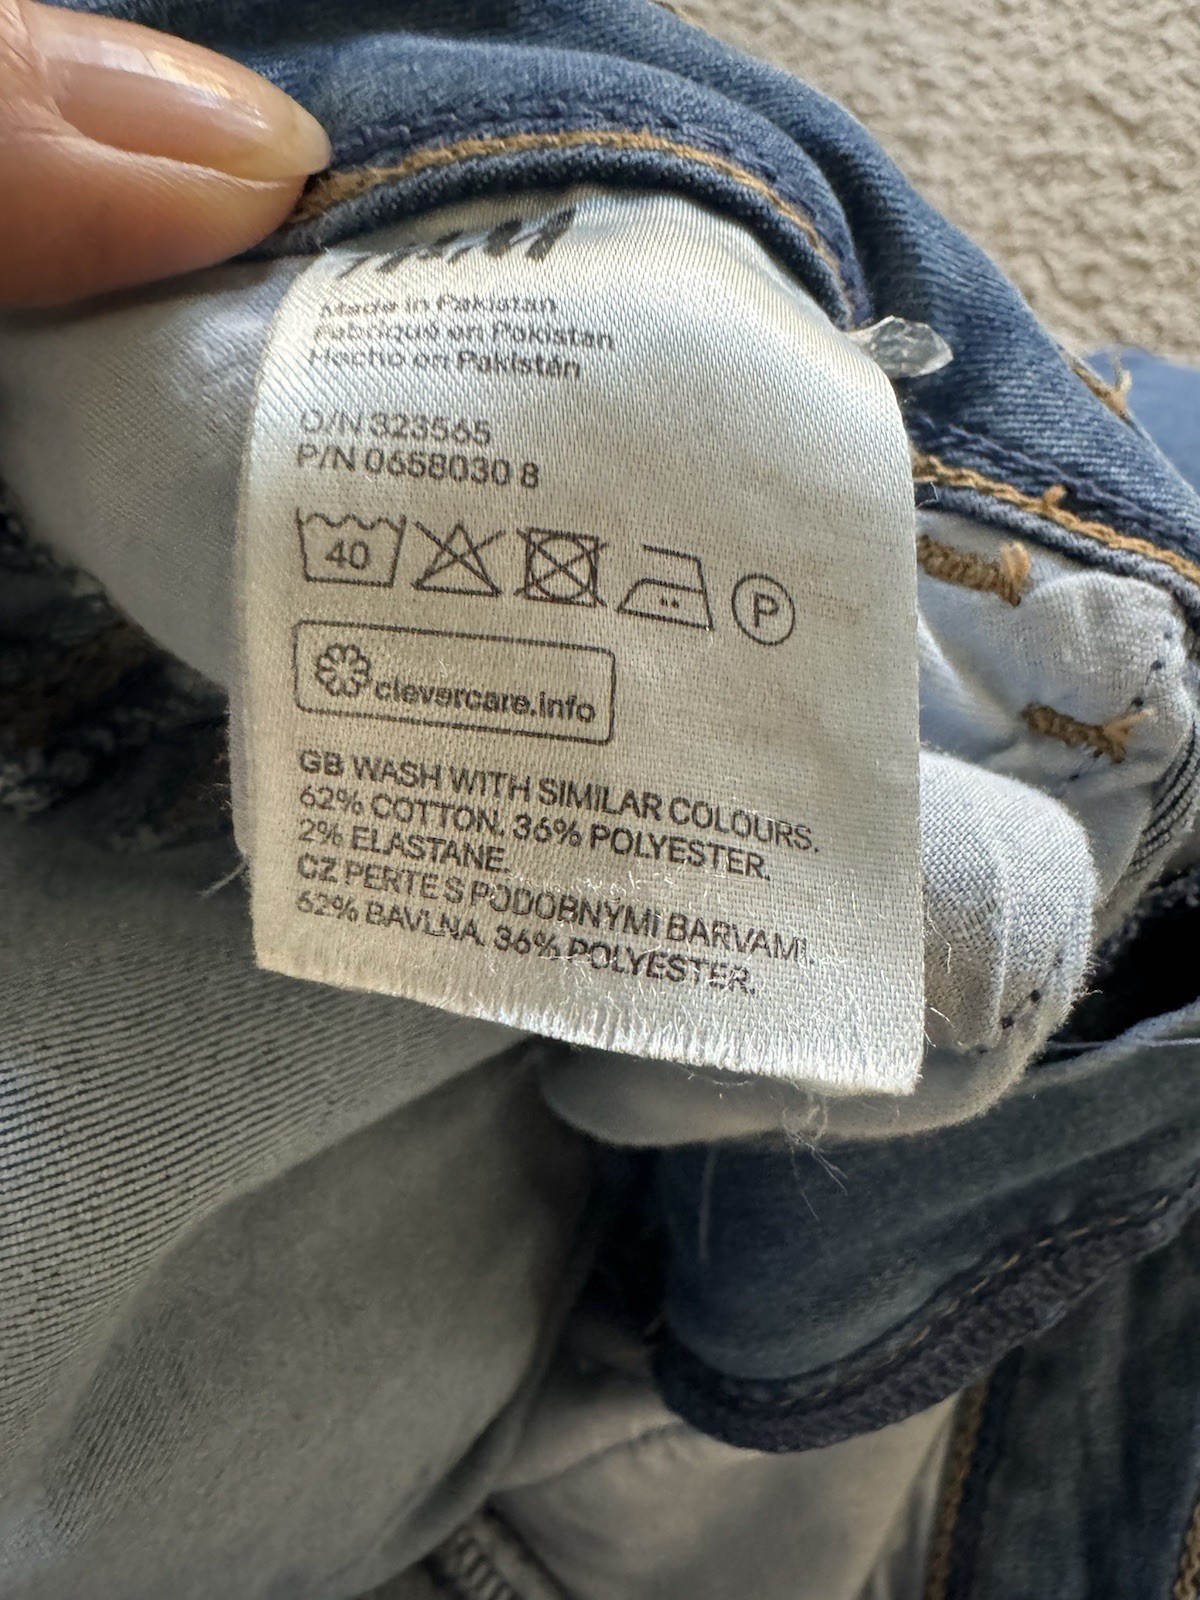 Made in Pakistan
Fabriqué en Pakistan
Hecho en Pakistán
O/N 323565
P/N 0658030 8
40
P
clevercare.info
GB WASH WITH SIMILAR COLOURS.
62% COTTON. 36% POLYESTER.
2% ELASTANE.
CZ PERTE S PODOBNÝMI BARVAMI.
62% BAVLNA. 36% POLYESTER.